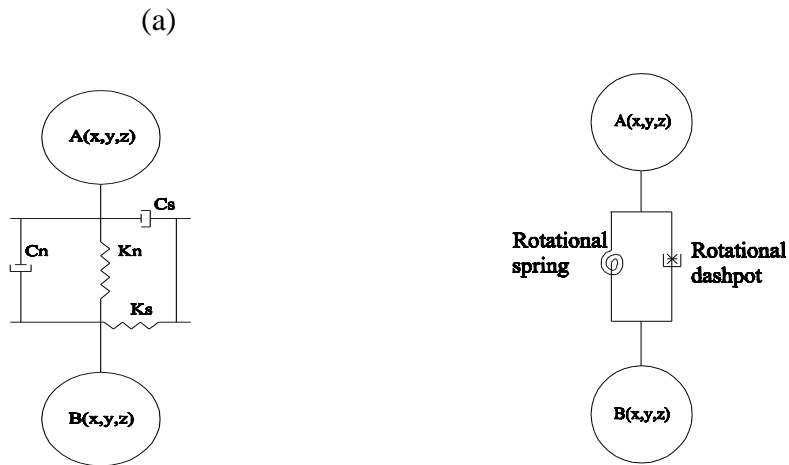 (a)
A(x,y,z)
Cs
Cn
Kn
Ks
B(x,y,z)
A(x,y,z)
Rotational
spring
Rotational
dashpot
B(x,y,z)